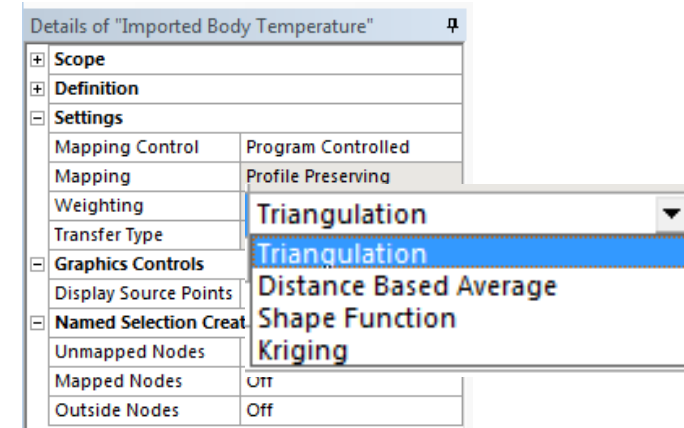 Details of "Imported Body Temperature"
Scope
Definition
Settings
Mapping Control Program Controlled
Mapping Profile Preserving
Weighting Triangulation
Transfer Type Triangulation
Graphics Controls Distance Based Average
Display Source Points
Named Selection Creat Shape Function
Unmapped Nodes Kriging
Mapped Nodes Off
Outside Nodes Off